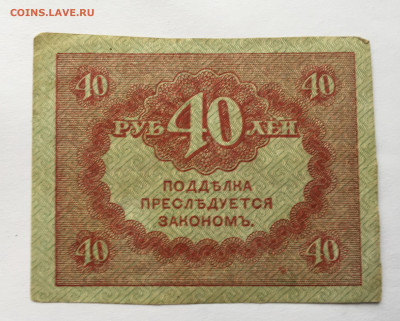 COINS.LAVE.RU
40 40
РУБ 40 ЛЕЙ
ПОДДѢЛКА
ПРЕСЛѢДУЕТСЯ
ЗАКОНОМЪ.
40 40